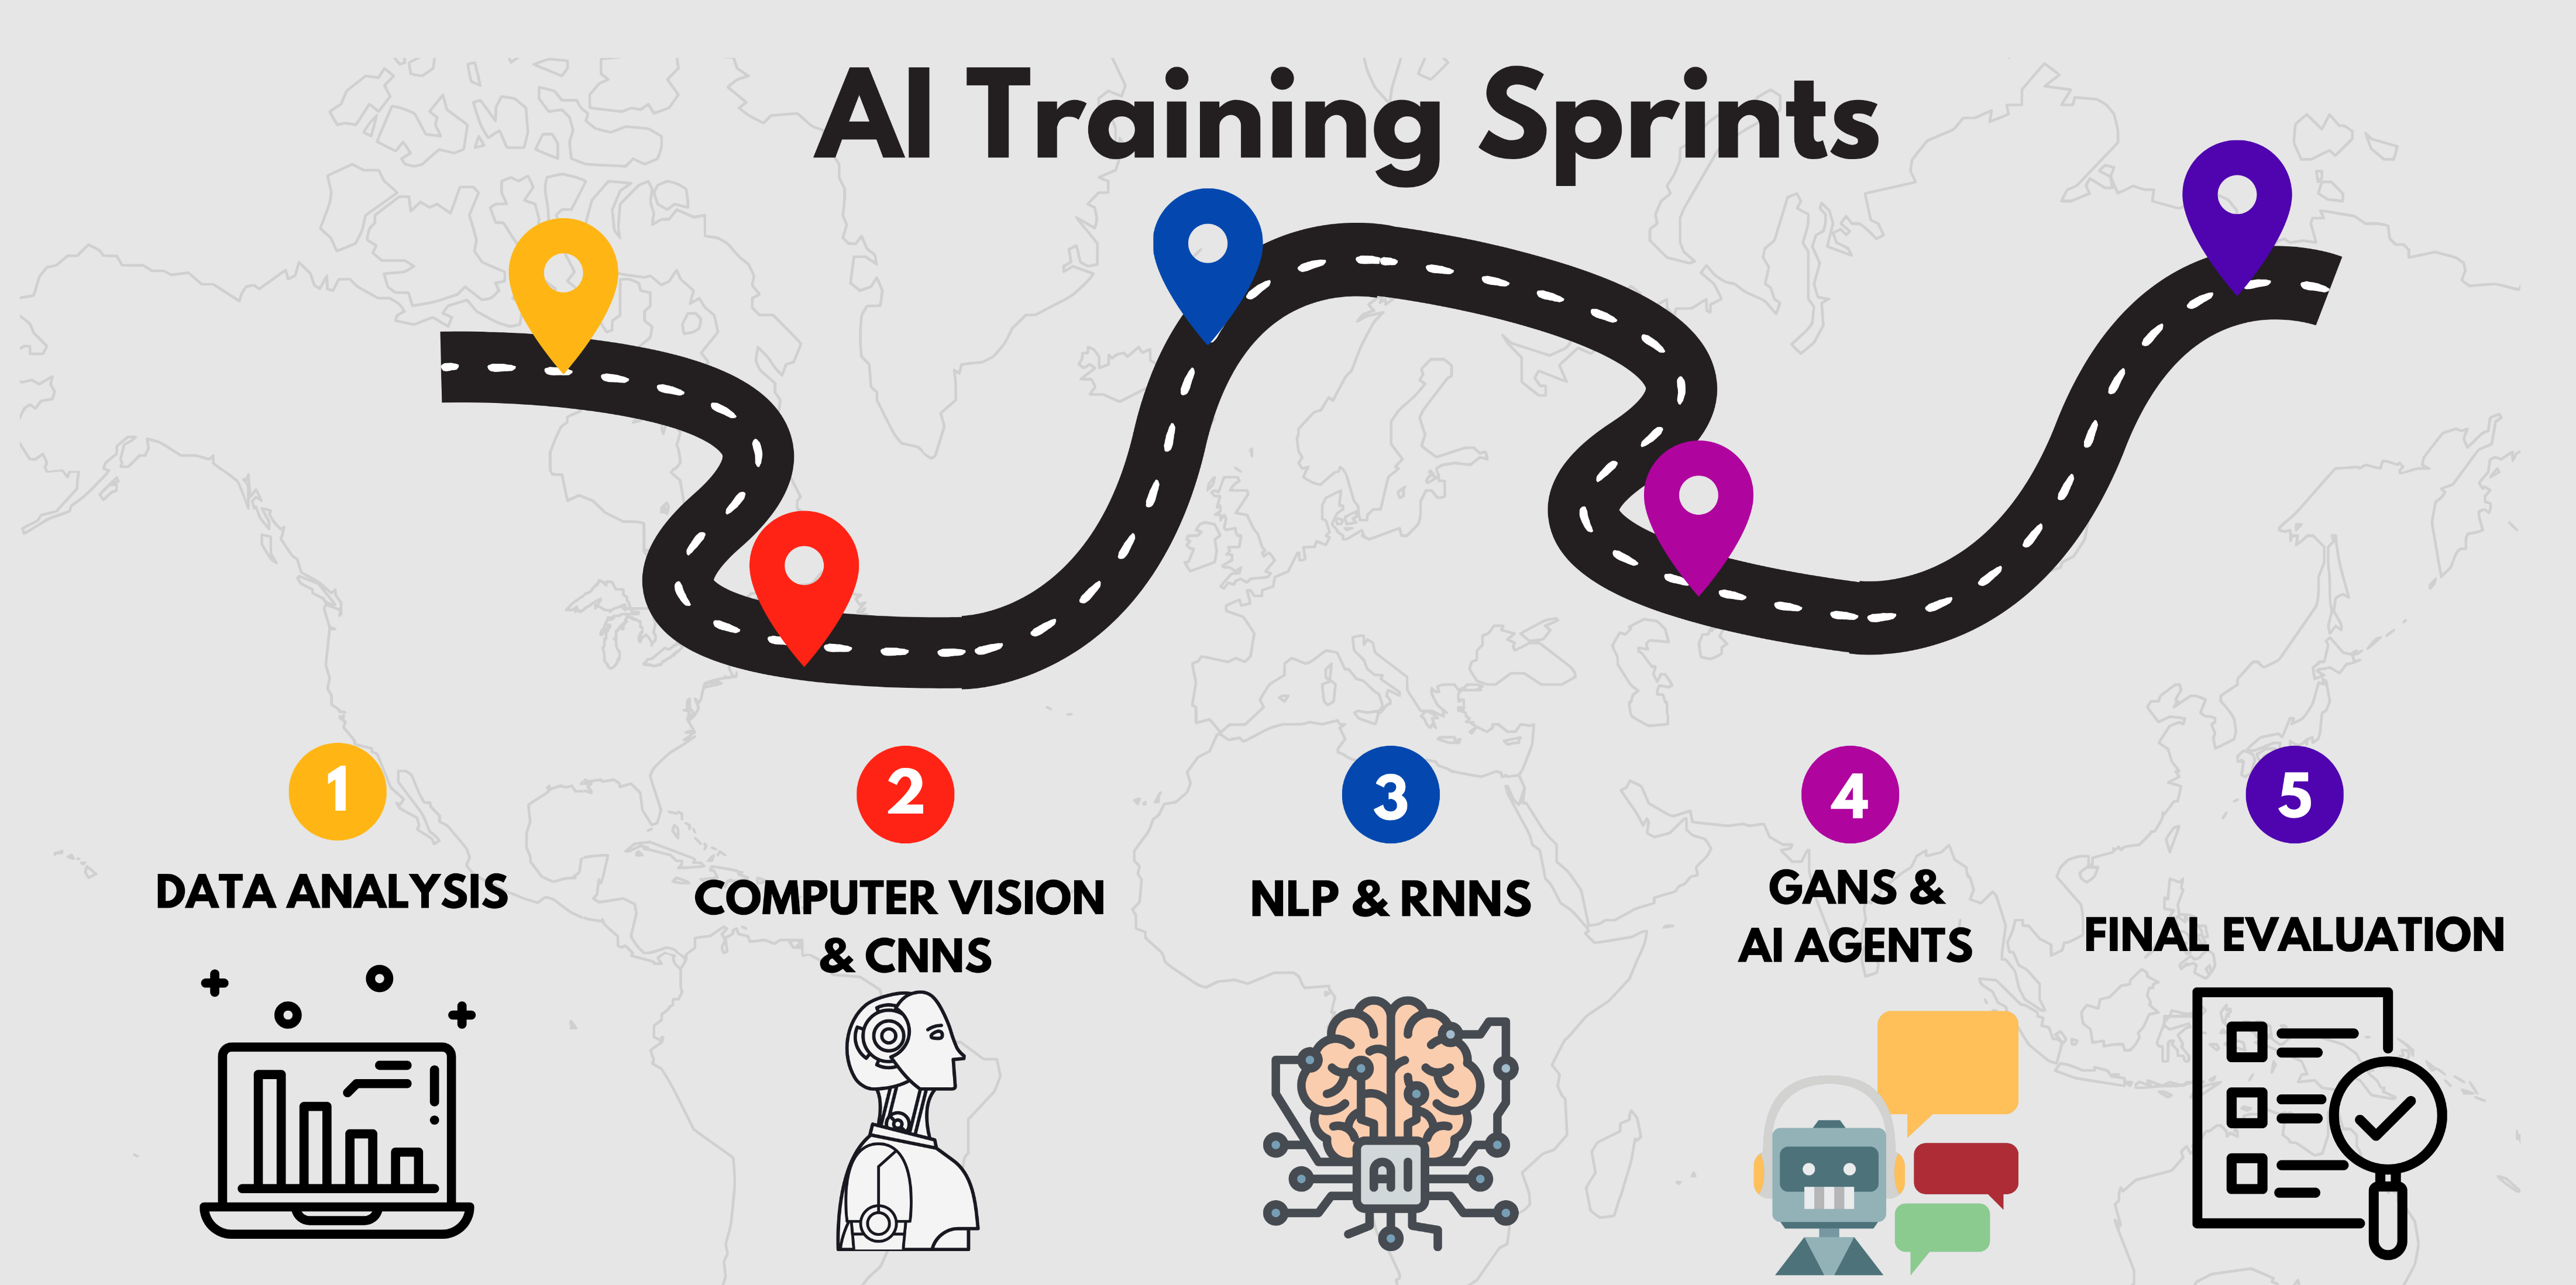 AI Training Sprints
1
DATA ANALYSIS
2
COMPUTER VISION
& CNNS
3
NLP & RNNS
AI
4
GANS &
AI AGENTS
5
FINAL EVALUATION